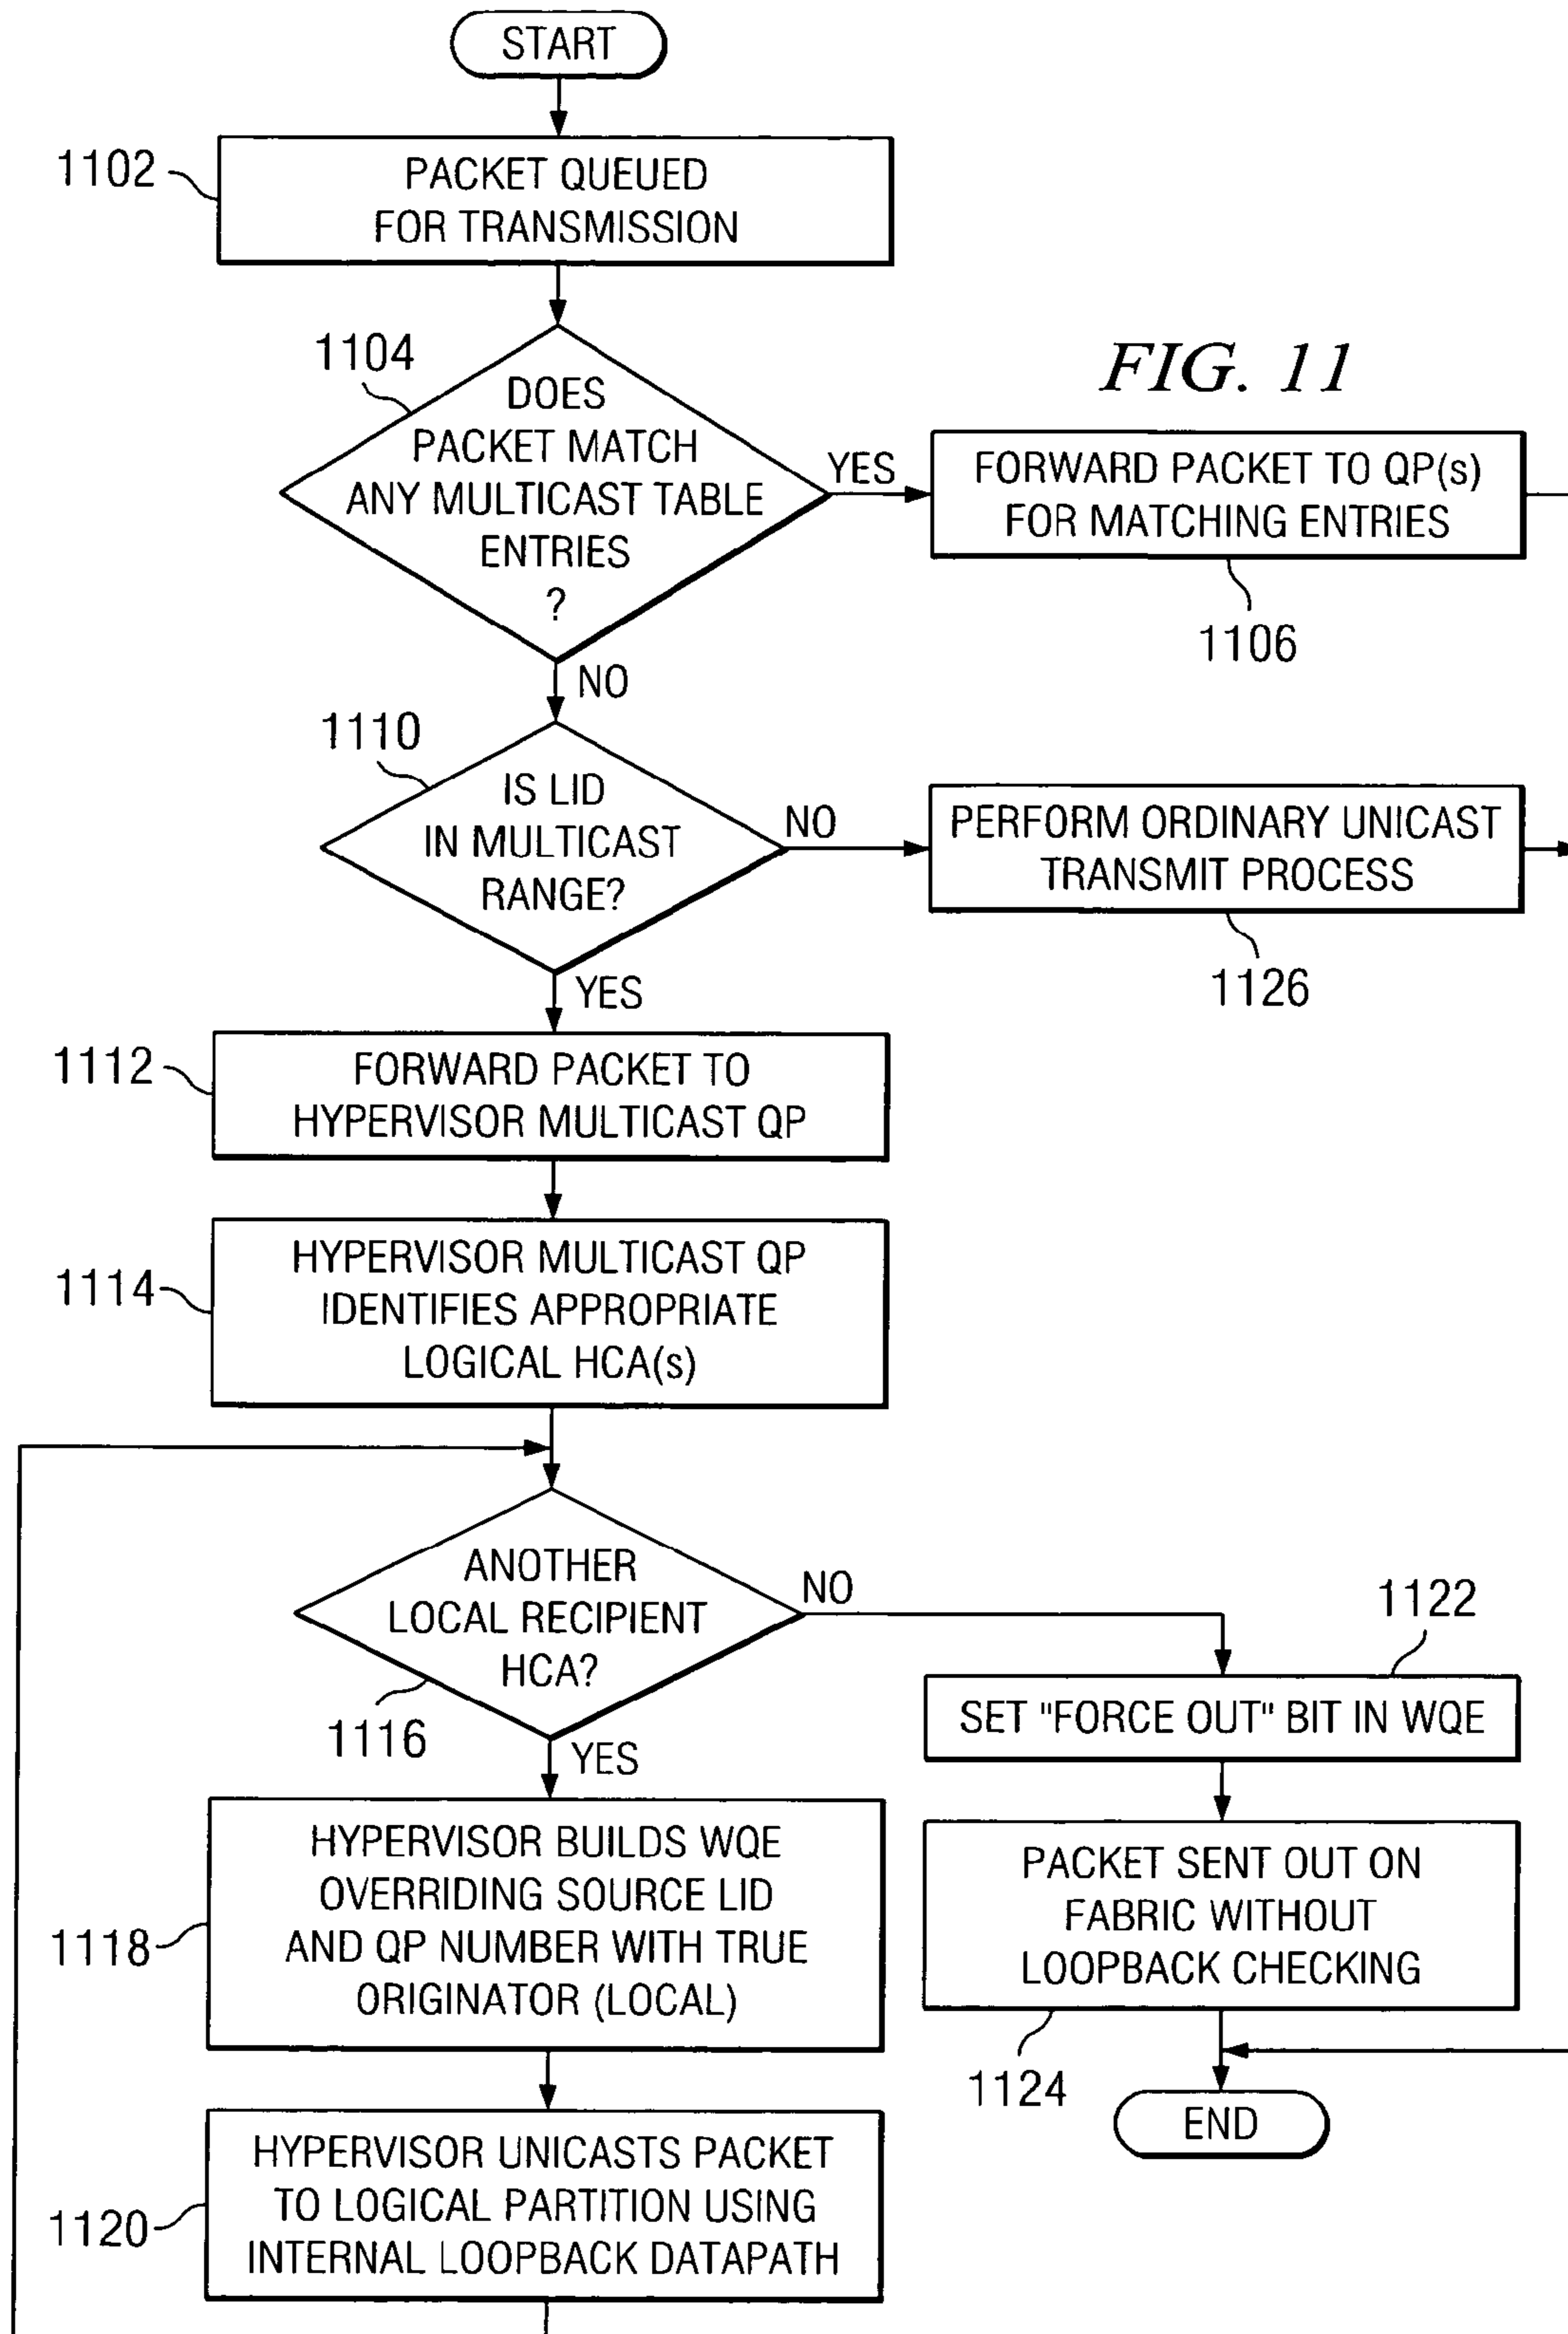 START
1102
PACKET QUEUED
FOR TRANSMISSION
1104
DOES
PACKET MATCH
ANY MULTICAST TABLE
ENTRIES
?
YES
FIG. 11
FORWARD PACKET TO QP(s)
FOR MATCHING ENTRIES
1106
NO
1110
IS LID
IN MULTICAST
RANGE?
NO
PERFORM ORDINARY UNICAST
TRANSMIT PROCESS
1126
YES
1112
FORWARD PACKET TO
HYPERVISOR MULTICAST QP
1114
HYPERVISOR MULTICAST QP
IDENTIFIES APPROPRIATE
LOGICAL HCA(s)
ANOTHER
LOCAL RECIPIENT
HCA?
1116
NO
1122
SET "FORCE OUT" BIT IN WQE
YES
1118
HYPERVISOR BUILDS WQE
OVERRIDING SOURCE LID
AND QP NUMBER WITH TRUE
ORIGINATOR (LOCAL)
PACKET SENT OUT ON
FABRIC WITHOUT
LOOPBACK CHECKING
1124
END
1120
HYPERVISOR UNICASTS PACKET
TO LOGICAL PARTITION USING
INTERNAL LOOPBACK DATAPATH